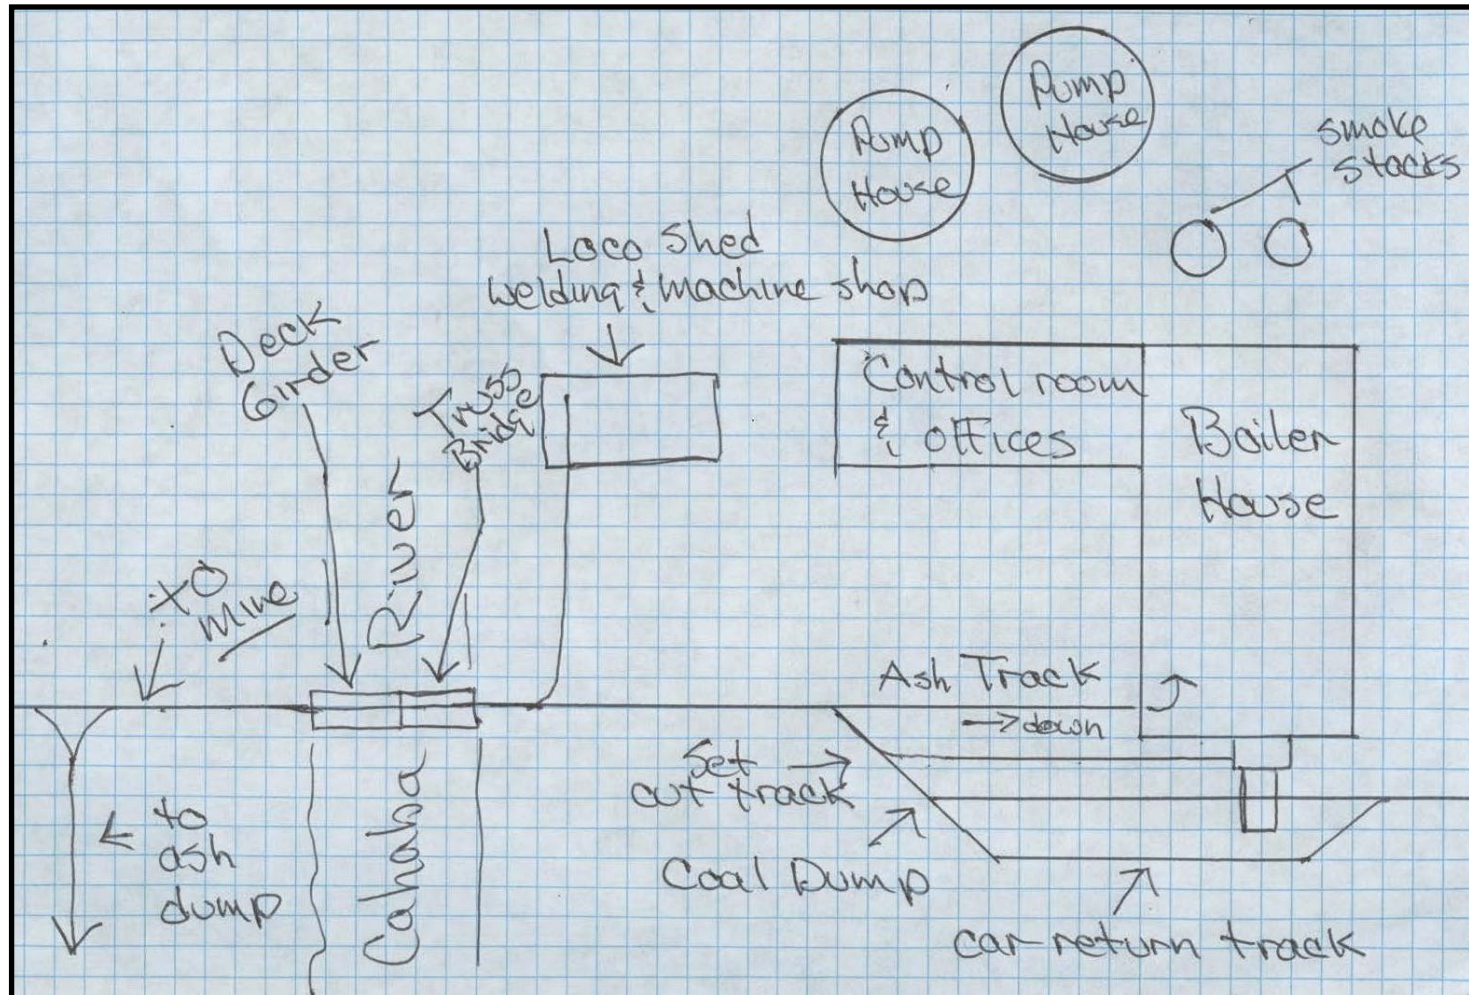 Pump
House
Pump
House
smoke
stacks
Loco Shed
welding & machine shop
Deck
Girder
Truss
Bridge
Control room
& offices
Boiler
House
River
to
mine
Ash Track
→ down
Set
out track
to
ash
dump
Cahaba
Coal Dump
car return track